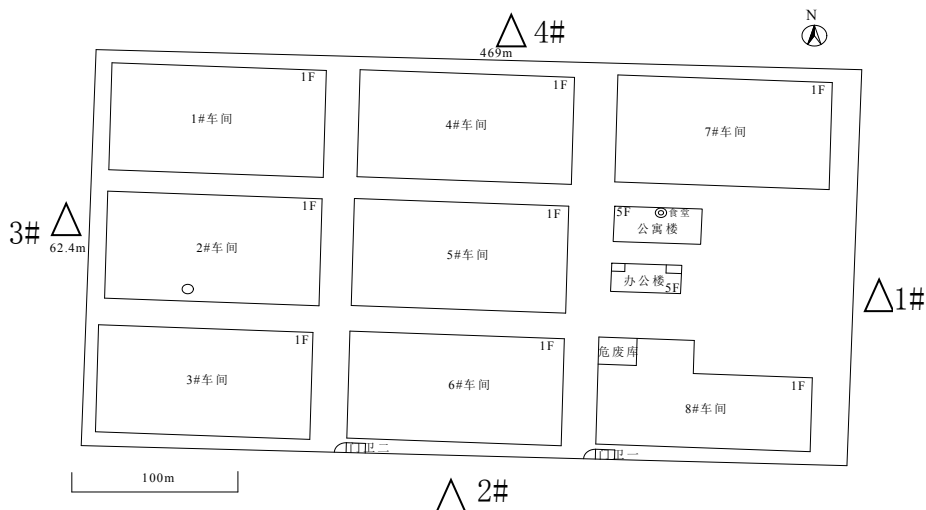 N
4#
469m
1F
1#车间
1F
4#车间
1F
7#车间
3#
62.4m
1F
2#车间
1F
5#车间
5F
食堂
公寓楼
办公楼
5F
1#
1F
3#车间
1F
6#车间
危废库
1F
8#车间
门卫二
门卫一
100m
2#